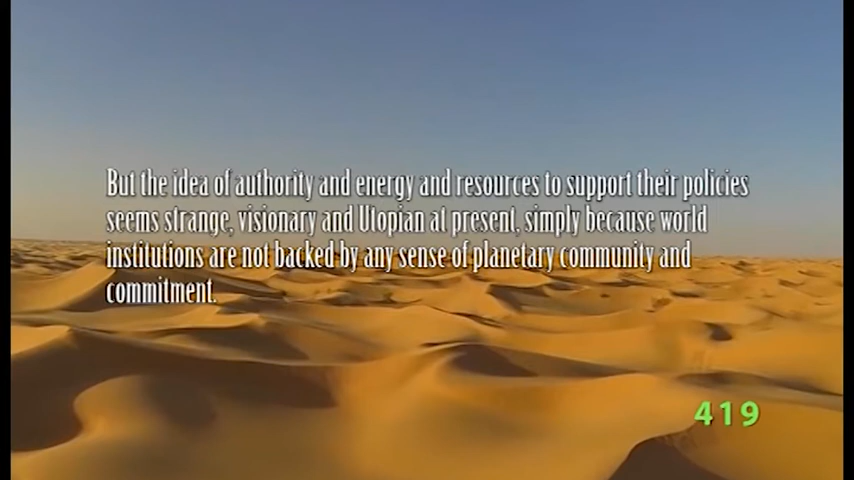 But the idea of authority and energy and resources to support their policies
seems strange, visionary and Utopian at present, simply because world
institutions are not backed by any sense of planetary community and
commitment.
419